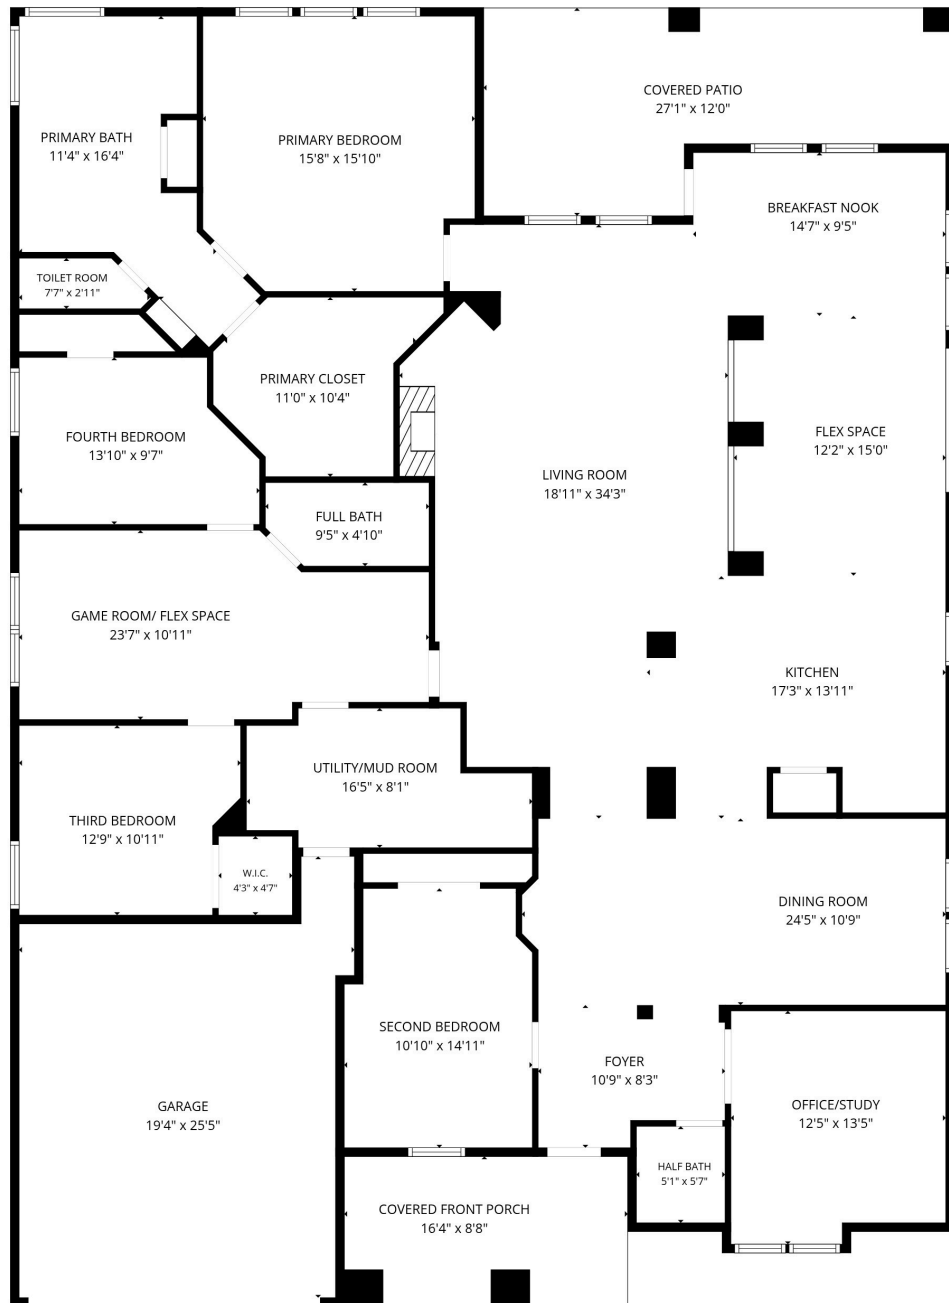 COVERED PATIO
27'1" x 12'0"
PRIMARY BATH
11'4" x 16'4"
PRIMARY BEDROOM
15'8" x 15'10"
BREAKFAST NOOK
14'7" x 9'5"
TOILET ROOM
7'7" x 2'11"
PRIMARY CLOSET
11'0" x 10'4"
FOURTH BEDROOM
13'10" x 9'7"
FLEX SPACE
12'2" x 15'0"
LIVING ROOM
18'11" x 34'3"
FULL BATH
9'5" x 4'10"
GAME ROOM/ FLEX SPACE
23'7" x 10'11"
KITCHEN
17'3" x 13'11"
UTILITY/MUD ROOM
16'5" x 8'1"
THIRD BEDROOM
12'9" x 10'11"
W.I.C.
4'3" x 4'7"
DINING ROOM
24'5" x 10'9"
SECOND BEDROOM
10'10" x 14'11"
FOYER
10'9" x 8'3"
GARAGE
19'4" x 25'5"
OFFICE/STUDY
12'5" x 13'5"
HALF BATH
5'1" x 5'7"
COVERED FRONT PORCH
16'4" x 8'8"